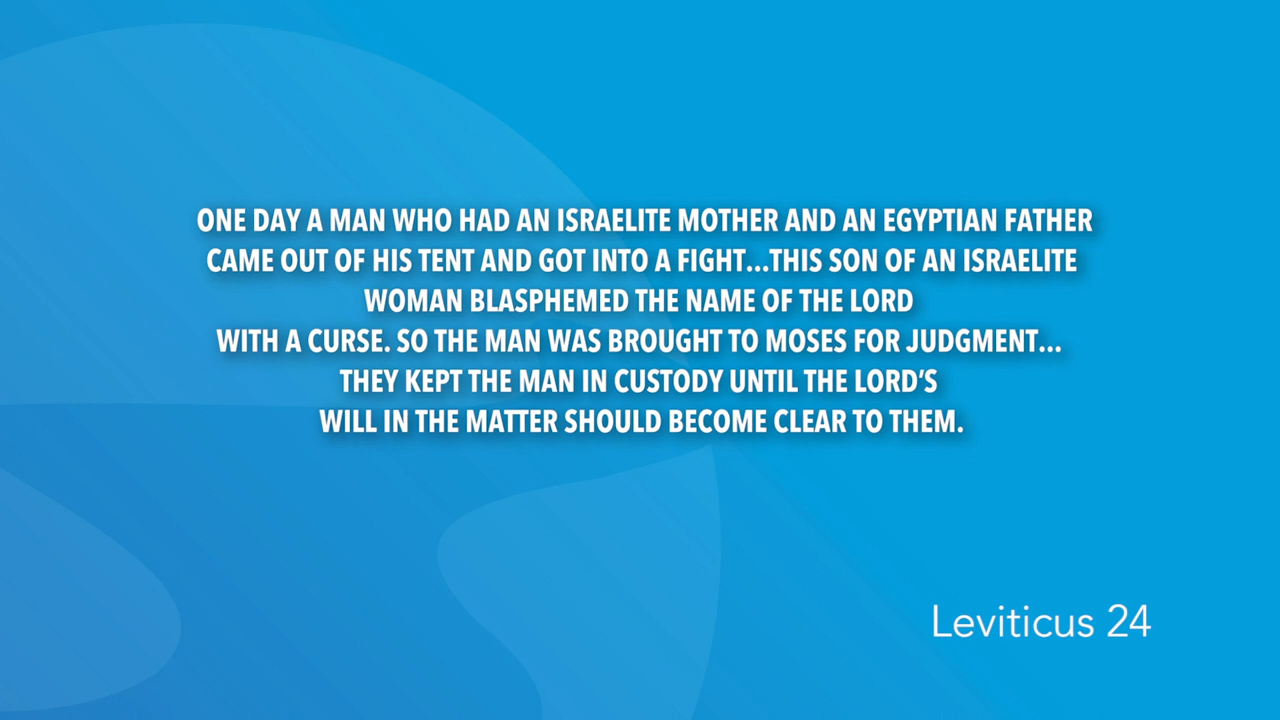 ONE DAY A MAN WHO HAD AN ISRAELITE MOTHER AND AN EGYPTIAN FATHER
CAME OUT OF HIS TENT AND GOT INTO A FIGHT...THIS SON OF AN ISRAELITE
WOMAN BLASPHEMED THE NAME OF THE LORD
WITH A CURSE. SO THE MAN WAS BROUGHT TO MOSES FOR JUDGMENT...
THEY KEPT THE MAN IN CUSTODY UNTIL THE LORD’S
WILL IN THE MATTER SHOULD BECOME CLEAR TO THEM.
Leviticus 24